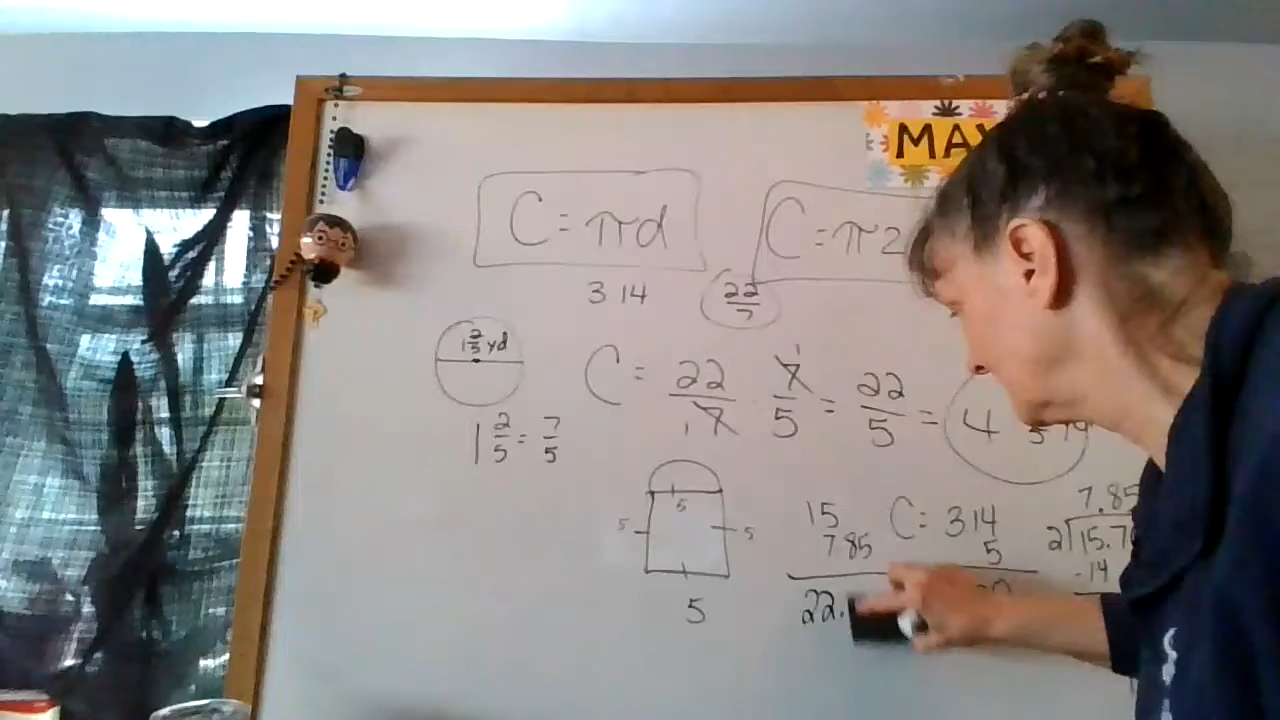 MAY
C = πd
C = π2
3 14
22/7
1 2/5 yd
C = 22/7 7/5 = 22/5 = 4
1
1
1 2/5 = 7/5
5
5
5
5
15
7 85
22.
C = 3 14
5
7.85
2)15.7
-14